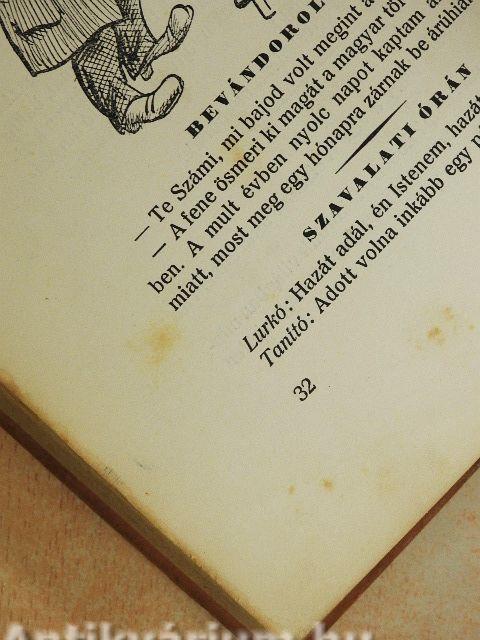 BEVÁNDOROL
— Te Számi, mi bajod volt megint a
— A fene ösmeri ki magát a magyar tör
ben. A mult évben nyolc napot kaptam
miatt, most meg egy hónapra zárnak be árúhiá
SZAVALATI ÓRÁN
Lurkó: Hazát adál, én Istenem, hazát
Tanító: Adott volna inkább egy
32
Antikvárium.hu